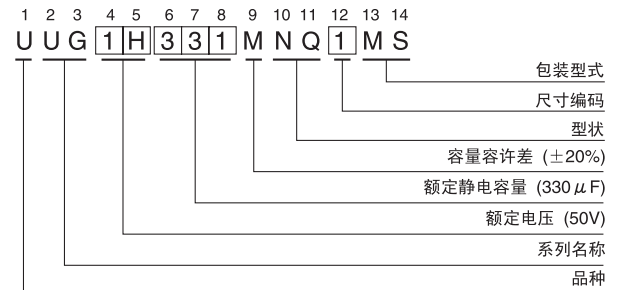 1 2 3 4 5 6 7 8 9 10 11 12 13 14
U U G 1 H 3 3 1 M N Q 1 M S
包装型式
尺寸编码
型状
容量容许差 (±20%)
额定静电容量 (330μF)
额定电压 (50V)
系列名称
品种